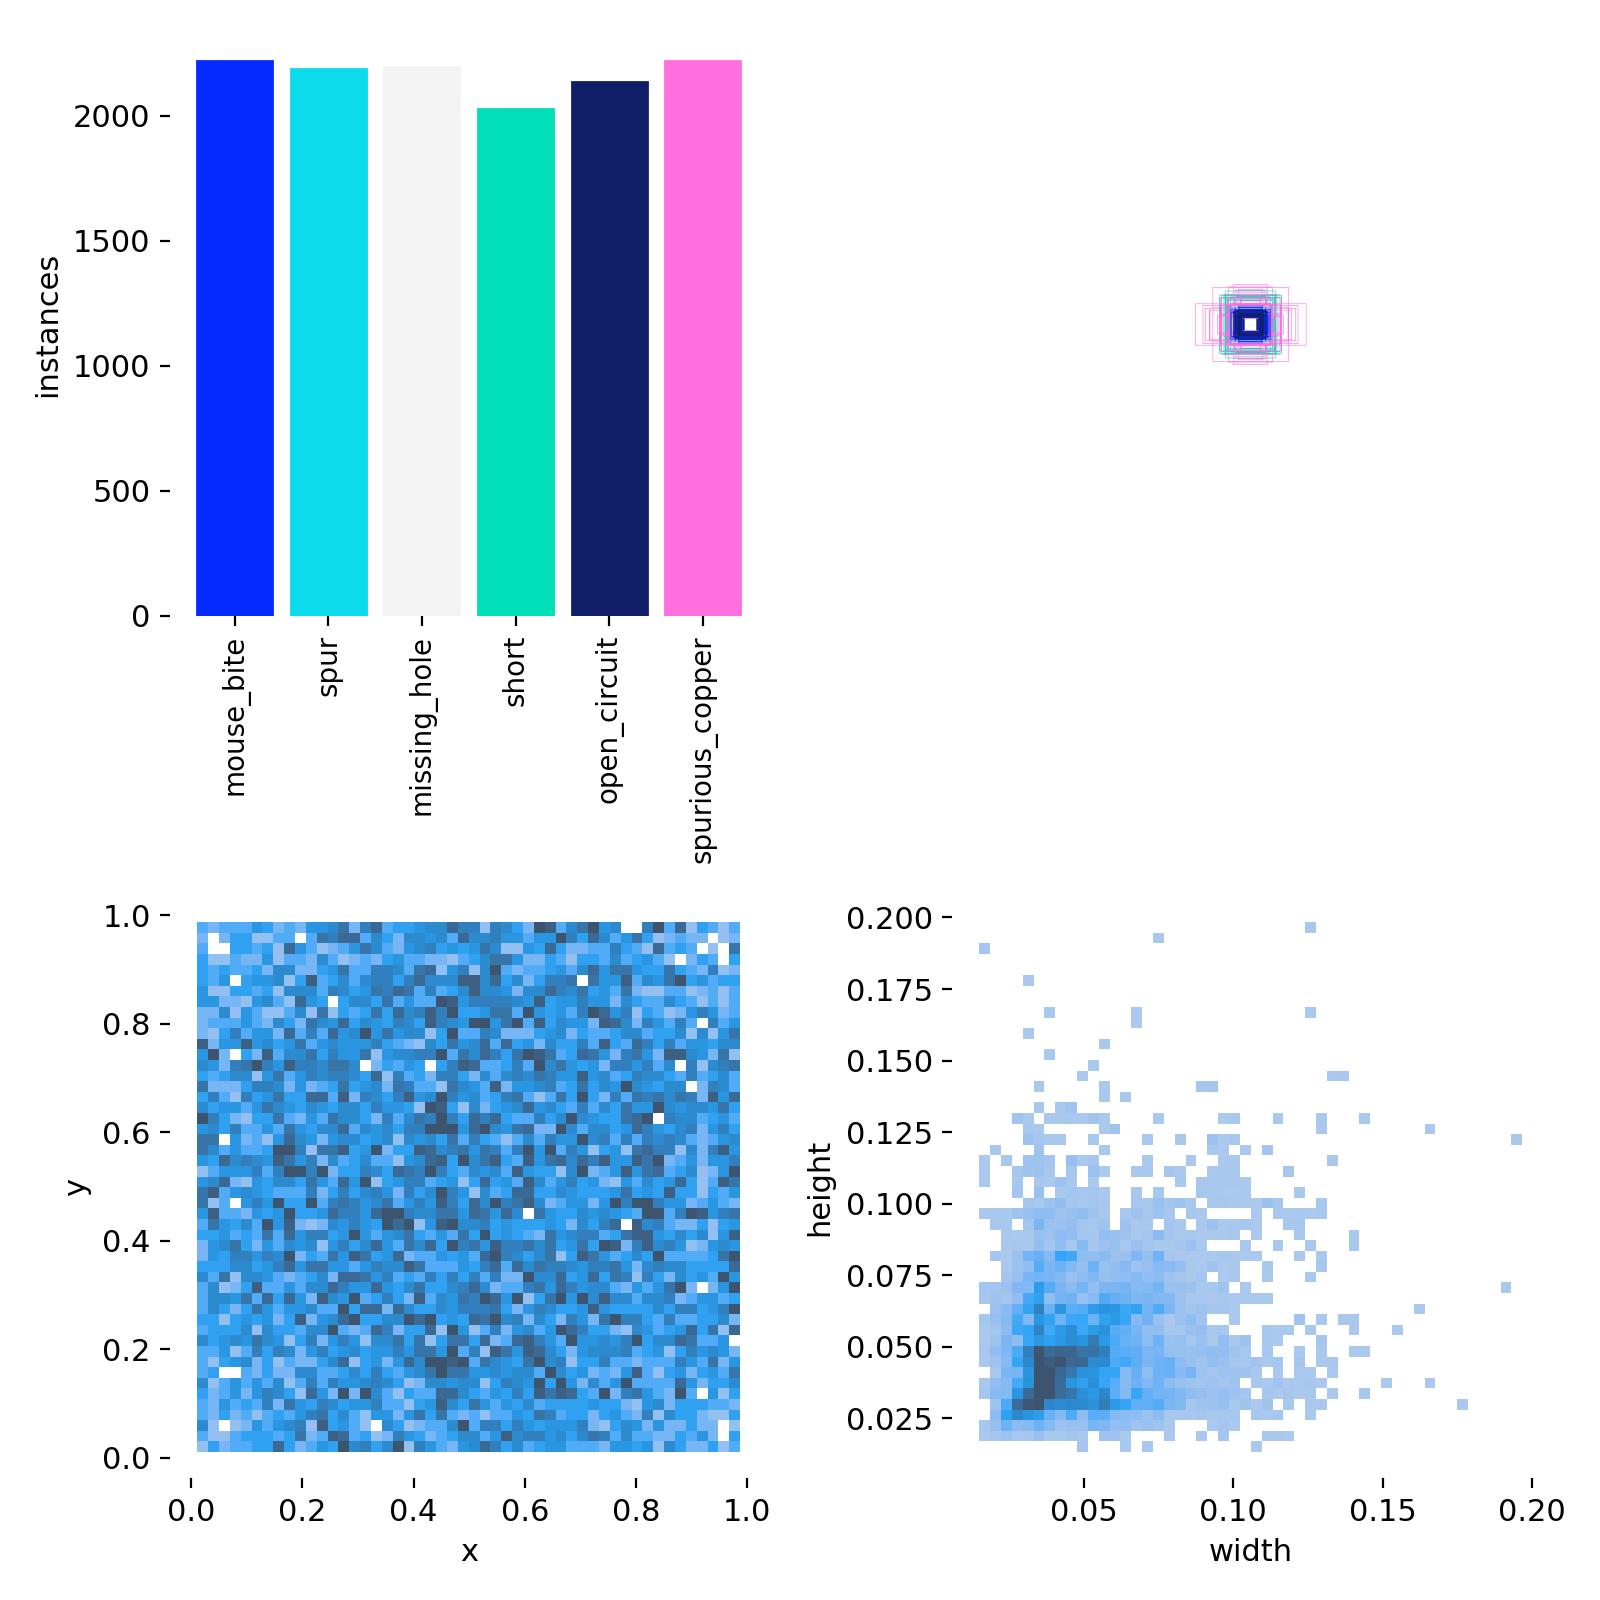 2000
1500
1000
500
0
instances
mouse_bite
spur
missing_hole
short
open_circuit
spurious_copper
1.0
0.8
0.6
0.4
0.2
0.0
y
0.0 0.2 0.4 0.6 0.8 1.0
x
0.200
0.175
0.150
0.125
0.100
0.075
0.050
0.025
height
0.05 0.10 0.15 0.20
width